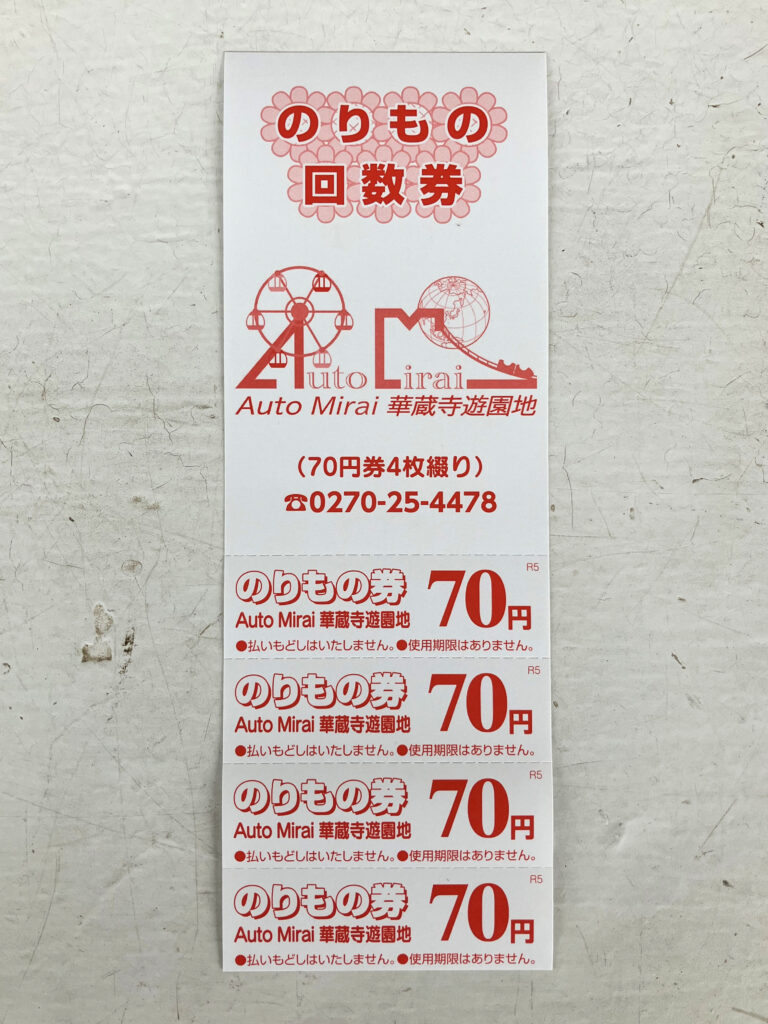 のりもの
回数券
Auto Mirai
Auto Mirai 華蔵寺遊園地
（70円券4枚綴り）
☎0270-25-4478
R5
のりもの券 70円
Auto Mirai 華蔵寺遊園地
●払いもどしはいたしません。●使用期限はありません。
R5
のりもの券 70円
Auto Mirai 華蔵寺遊園地
●払いもどしはいたしません。●使用期限はありません。
R5
のりもの券 70円
Auto Mirai 華蔵寺遊園地
●払いもどしはいたしません。●使用期限はありません。
R5
のりもの券 70円
Auto Mirai 華蔵寺遊園地
●払いもどしはいたしません。●使用期限はありません。